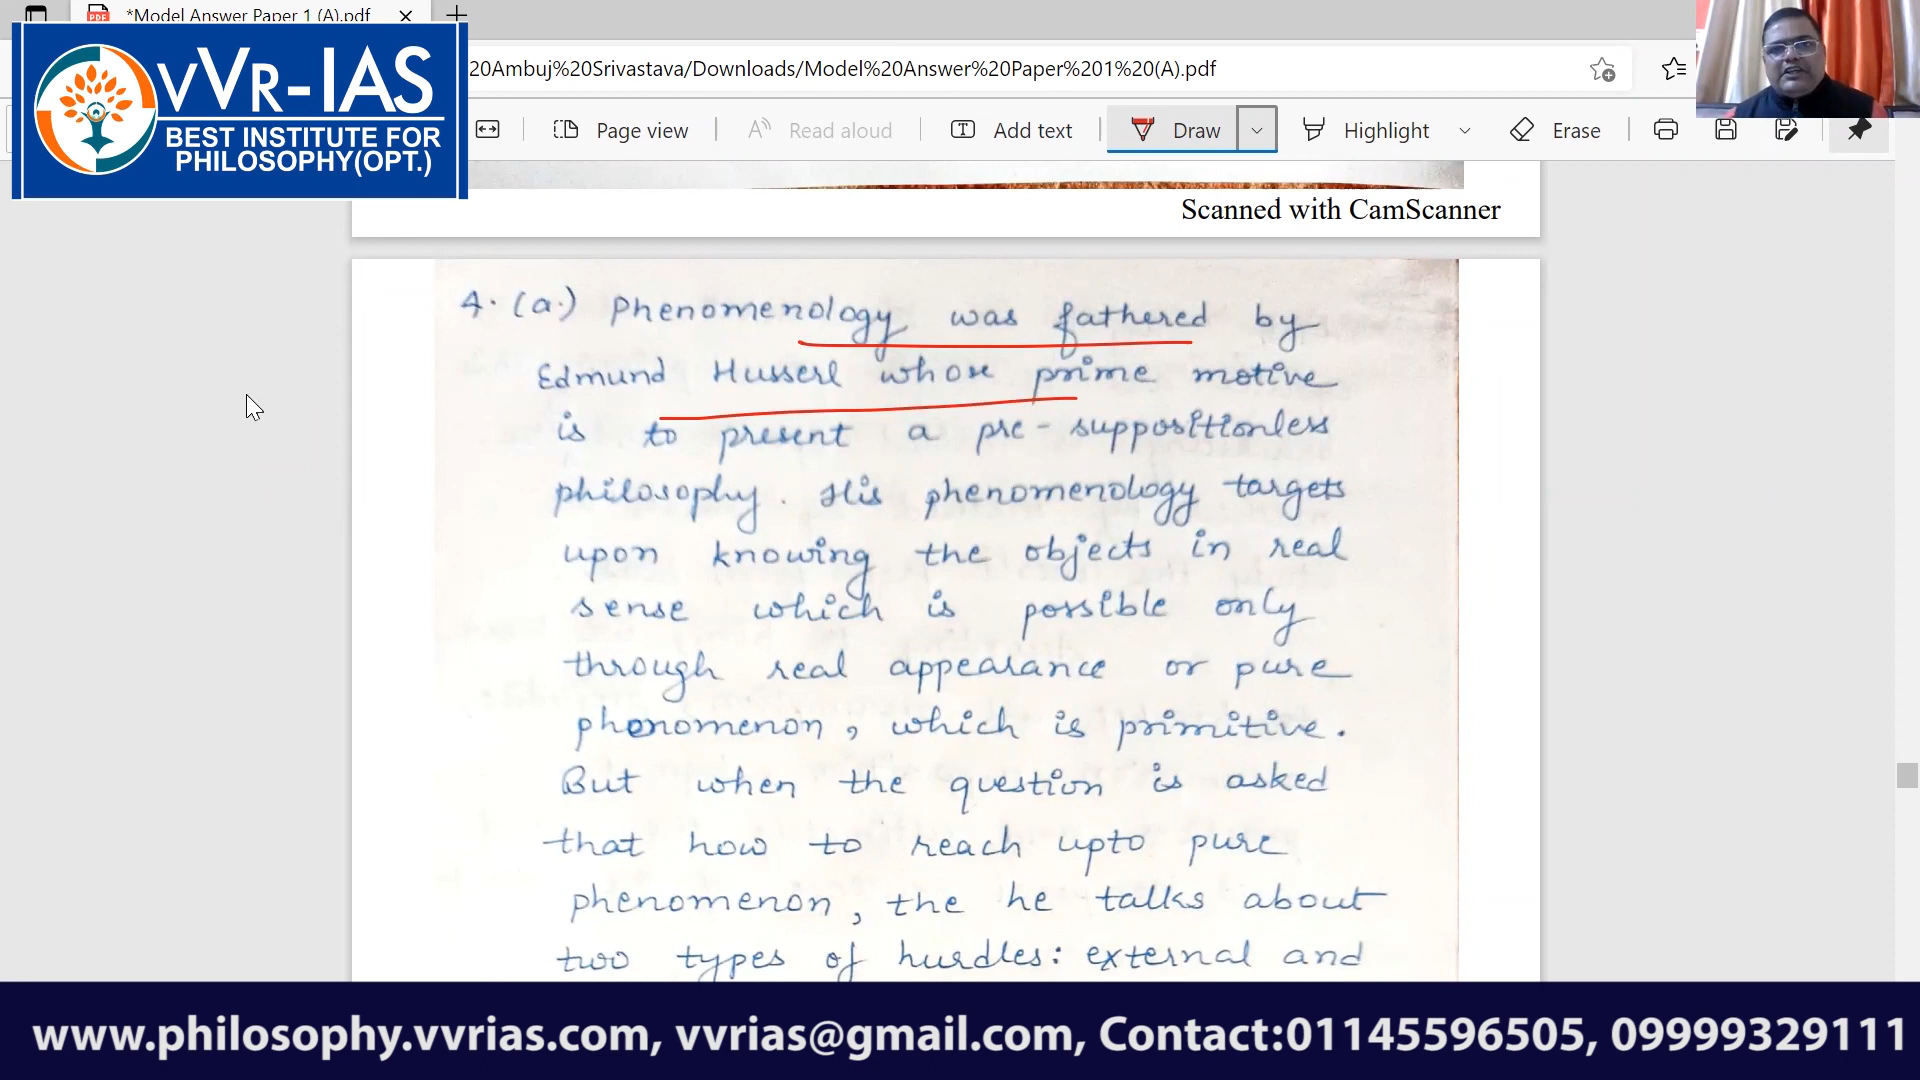 *Model Answer Paper 1 (A).pdf
vVR-IAS
BEST INSTITUTE FOR
PHILOSOPHY(OPT.)
20Ambuj%20Srivastava/Downloads/Model%20Answer%20Paper%201%20(A).pdf
Page view
Read aloud
Add text
Draw
Highlight
Erase
Scanned with CamScanner
4. (a.) Phenomenology was fathered by
Edmund Husserl whose prime motive
is to present a pre-suppositionless
philosophy. His phenomenology targets
upon knowing the objects in real
sense which is possible only
through real appearance or pure
phenomenon, which is primitive.
But when the question is asked
that how to reach upto pure
phenomenon, the he talks about
two types of hurdles: external and
www.philosophy.vvrias.com, vvrias@gmail.com, Contact:01145596505, 09999329111